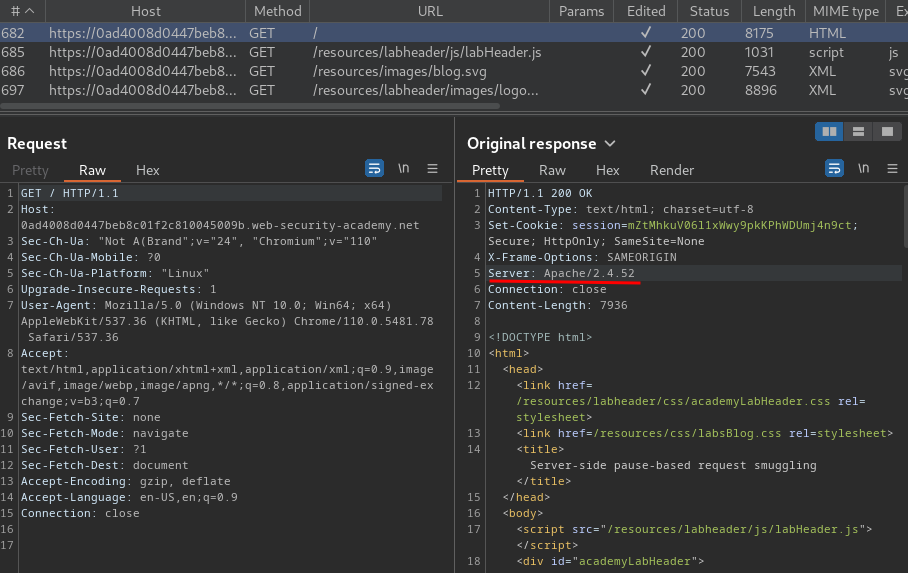 # Host Method URL Params Edited Status Length MIME type Ex
682 https://0ad4008d0447beb8... GET / ✓ 200 8175 HTML
685 https://0ad4008d0447beb8... GET /resources/labheader/js/labHeader.js ✓ 200 1031 script js
686 https://0ad4008d0447beb8... GET /resources/images/blog.svg ✓ 200 7543 XML svg
697 https://0ad4008d0447beb8... GET /resources/labheader/images/logo... ✓ 200 8896 XML svg
Request
Pretty Raw Hex \n
1 GET / HTTP/1.1
2 Host:
0ad4008d0447beb8c01f2c810045009b.web-security-academy.net
3 Sec-Ch-Ua: "Not A(Brand";v="24", "Chromium";v="110"
4 Sec-Ch-Ua-Mobile: ?0
5 Sec-Ch-Ua-Platform: "Linux"
6 Upgrade-Insecure-Requests: 1
7 User-Agent: Mozilla/5.0 (Windows NT 10.0; Win64; x64)
AppleWebKit/537.36 (KHTML, like Gecko) Chrome/110.0.5481.78
Safari/537.36
8 Accept:
text/html,application/xhtml+xml,application/xml;q=0.9,image
/avif,image/webp,image/apng,*/*;q=0.8,application/signed-ex
change;v=b3;q=0.7
9 Sec-Fetch-Site: none
10 Sec-Fetch-Mode: navigate
11 Sec-Fetch-User: ?1
12 Sec-Fetch-Dest: document
13 Accept-Encoding: gzip, deflate
14 Accept-Language: en-US,en;q=0.9
15 Connection: close
16
17
Original response
Pretty Raw Hex Render \n
1 HTTP/1.1 200 OK
2 Content-Type: text/html; charset=utf-8
3 Set-Cookie: session=mZtMhkuV06l1xWwy9pkKPhWDUmj4n9ct;
Secure; HttpOnly; SameSite=None
4 X-Frame-Options: SAMEORIGIN
5 Server: Apache/2.4.52
6 Connection: close
7 Content-Length: 7936
8
9 <!DOCTYPE html>
10 <html>
11 <head>
12 <link href=
/resources/labheader/css/academyLabHeader.css rel=
stylesheet>
13 <link href=/resources/css/labsBlog.css rel=stylesheet>
14 <title>
Server-side pause-based request smuggling
</title>
15 </head>
16 <body>
17 <script src="/resources/labheader/js/labHeader.js">
</script>
18 <div id="academyLabHeader">